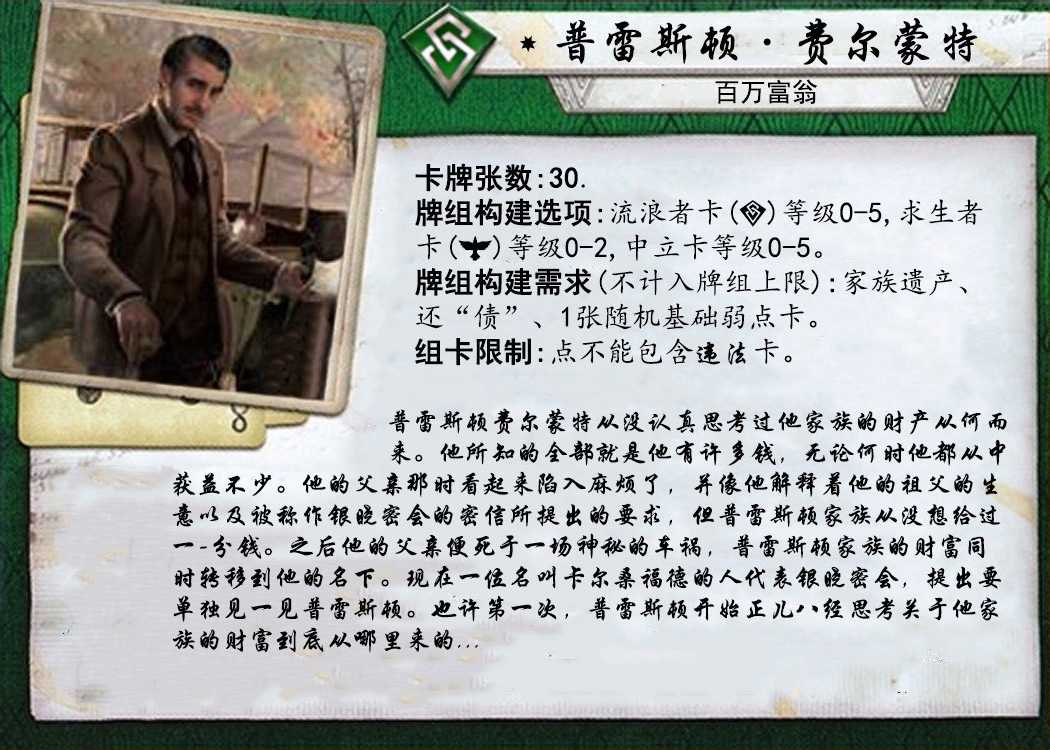 普雷斯顿·费尔蒙特
百万富翁
卡牌张数:30.
牌组构建选项:流浪者卡( )等级0-5,求生者
卡( )等级0-2,中立卡等级0-5。
牌组构建需求(不计入牌组上限):家族遗产、
还“债”、1张随机基础弱点卡。
组卡限制:点不能包含违法卡。
普雷斯顿费尔蒙特从没认真思考过他家族的财产从何而
来。他所知的全部就是他有许多钱，无论何时他都从中
获益不少。他的父亲那时看起来陷入麻烦了，并像他解释着他的祖父的生
意以及被称作银晓密会的密信所提出的要求，但普雷斯顿家族从没想给过
一-分钱。之后他的父亲便死于一场神秘的车祸，普雷斯顿家族的财富同
时转移到他的名下。现在一位名叫卡尔桑福德的人代表银晓密会，提出要
单独见一见普雷斯顿。也许第一次，普雷斯顿开始正儿八经思考关于他家
族的财富到底从哪里来的...
8